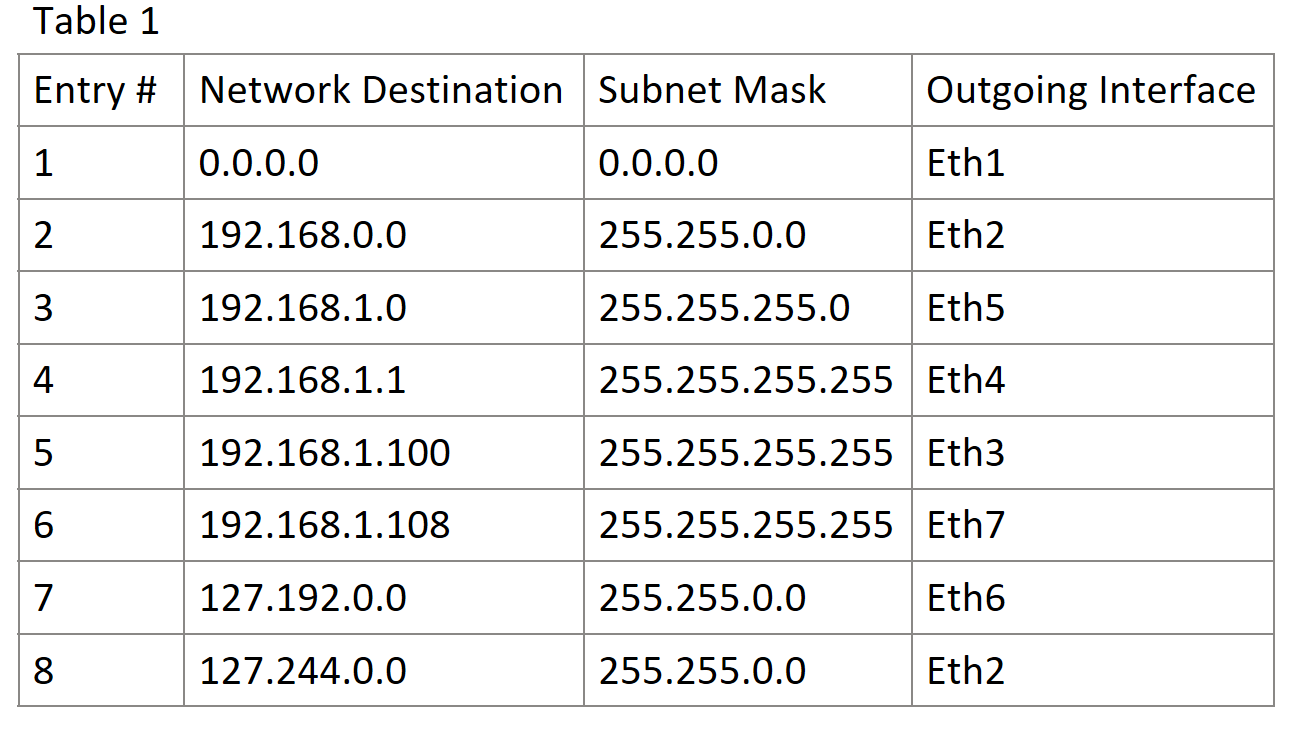 Table 1
Entry # Network Destination Subnet Mask Outgoing Interface
1 0.0.0.0 0.0.0.0 Eth1
2 192.168.0.0 255.255.0.0 Eth2
3 192.168.1.0 255.255.255.0 Eth5
4 192.168.1.1 255.255.255.255 Eth4
5 192.168.1.100 255.255.255.255 Eth3
6 192.168.1.108 255.255.255.255 Eth7
7 127.192.0.0 255.255.0.0 Eth6
8 127.244.0.0 255.255.0.0 Eth2